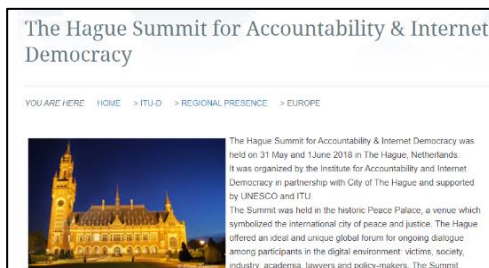 The Hague Summit for Accountability & Internet
Democracy
YOU ARE HERE HOME > ITU-D > REGIONAL PRESENCE > EUROPE
The Hague Summit for Accountability & Internet Democracy was
held on 31 May and 1June 2018 in The Hague, Netherlands.
It was organized by the Institute for Accountability and Internet
Democracy in partnership with City of The Hague and supported
by UNESCO and ITU.
The Summit was held in the historic Peace Palace, a venue which
symbolized the international city of peace and justice. The Hague
offered an ideal and unique global forum for ongoing dialogue
among participants in the digital environment: victims, society,
industry, academia, lawyers and policy-makers. The Summit